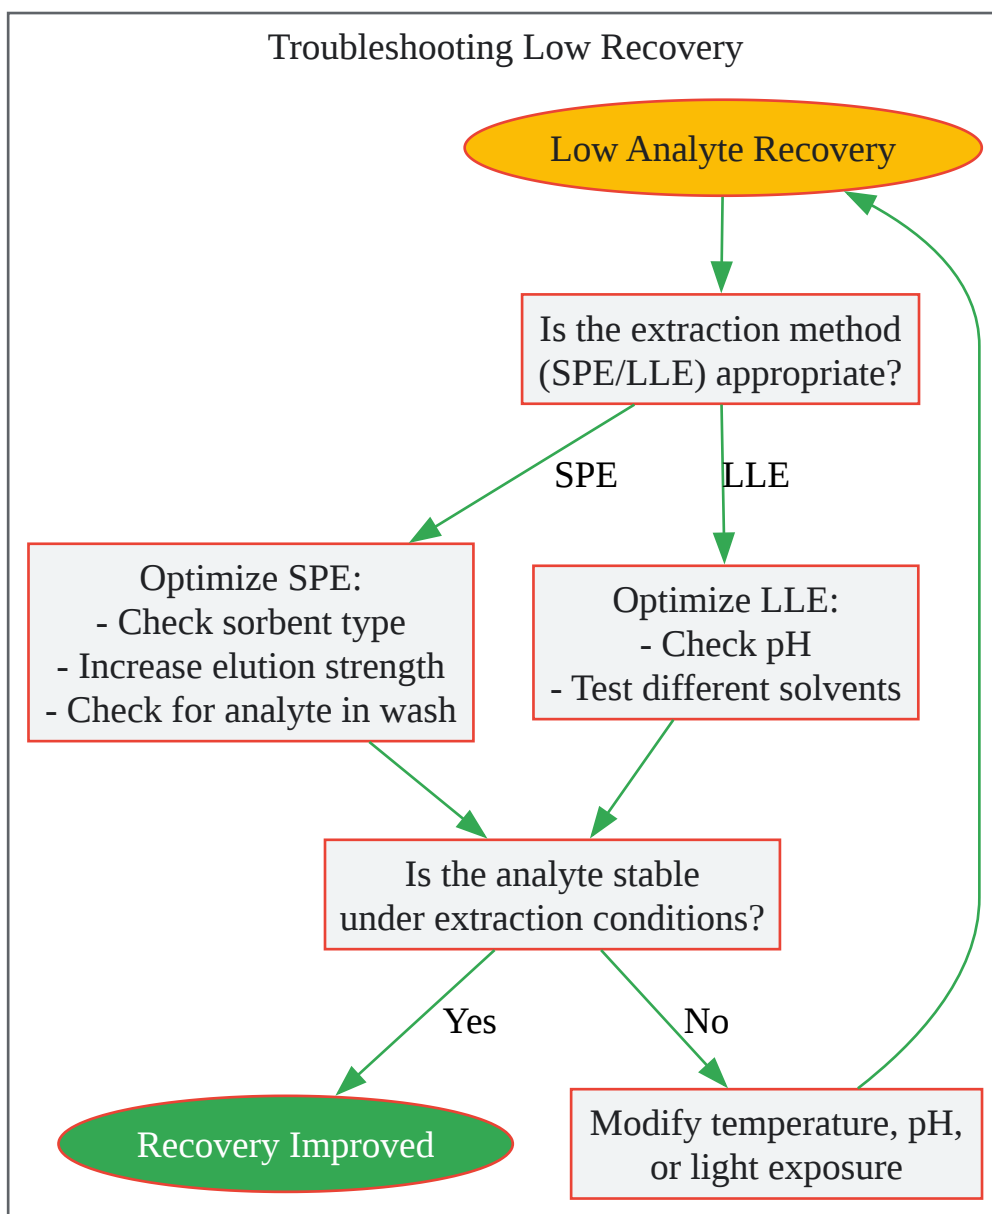 Troubleshooting Low Recovery
Low Analyte Recovery
Is the extraction method
(SPE/LLE) appropriate?
SPE
LLE
Optimize SPE:
- Check sorbent type
- Increase elution strength
- Check for analyte in wash
Optimize LLE:
- Check pH
- Test different solvents
Is the analyte stable
under extraction conditions?
Yes
No
Recovery Improved
Modify temperature, pH,
or light exposure